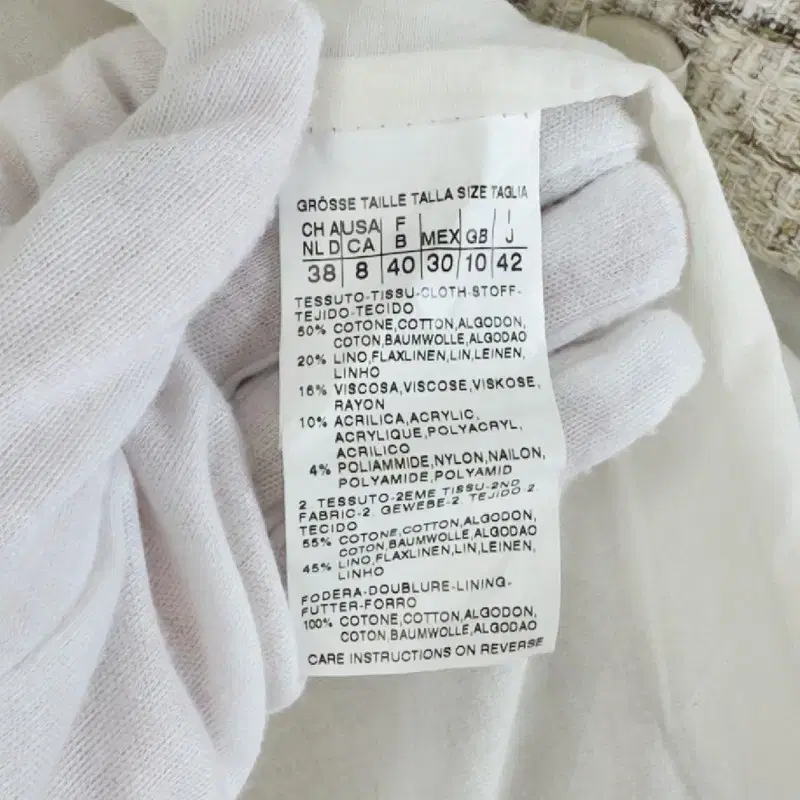 GRÖSSE TAILLE TALLA SIZE TAGLIA
CH A USA F I
NL D CA B MEX GB J
38 8 40 30 10 42
TESSUTO-TISSU-CLOTH-STOFF-
TEJIDO-TECIDO
50% COTONE,COTTON,ALGODON,
COTON,BAUMWOLLE,ALGODAO
20% LINO,FLAXLINEN,LIN,LEINEN,
LINHO
16% VISCOSA,VISCOSE,VISKOSE,
RAYON
10% ACRILICA,ACRYLIC,
ACRYLIQUE,POLYACRYL,
ACRILICO
4% POLIAMMIDE,NYLON,NAILON,
POLYAMIDE,POLYAMID
2. TESSUTO-2EME TISSU-2ND
FABRIC-2. GEWEBE-2. TEJIDO-2.
TECIDO
55% COTONE,COTTON,ALGODON,
COTON,BAUMWOLLE,ALGODAO
45% LINO,FLAXLINEN,LIN,LEINEN,
LINHO
FODERA-DOUBLURE-LINING-
FUTTER-FORRO
100% COTONE,COTTON,ALGODON,
COTON,BAUMWOLLE,ALGODAO
CARE INSTRUCTIONS ON REVERSE